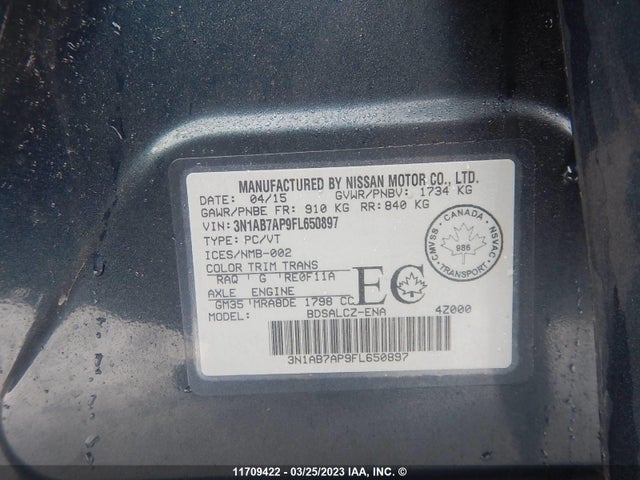 MANUFACTURED BY NISSAN MOTOR CO., LTD.
DATE: 04/15 GVWR/PNBV: 1734 KG
GAWR/PNBE FR: 910 KG RR: 840 KG
VIN: 3N1AB7AP9FL650897
TYPE: PC/VT
ICES/NMB-002
COLOR TRIM TRANS
RAQ ' G ' RE0F11A
AXLE ENGINE
GM35 'MRA8DE 1798 CC
EC
MODEL: BDSALCZ-ENA 4Z000
3N1AB7AP9FL650897
CANADA
CMVSS
986
NSVAC
TRANSPORT
11709422 - 03/25/2023 IAA, Inc. ©